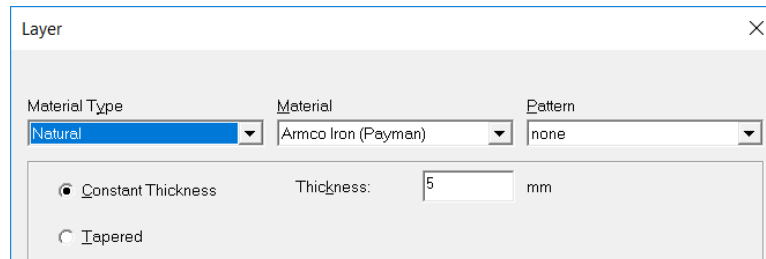 Layer
Material Type Material Pattern
Natural Armco Iron (Payman) none
Constant Thickness Thickness: 5 mm
Tapered